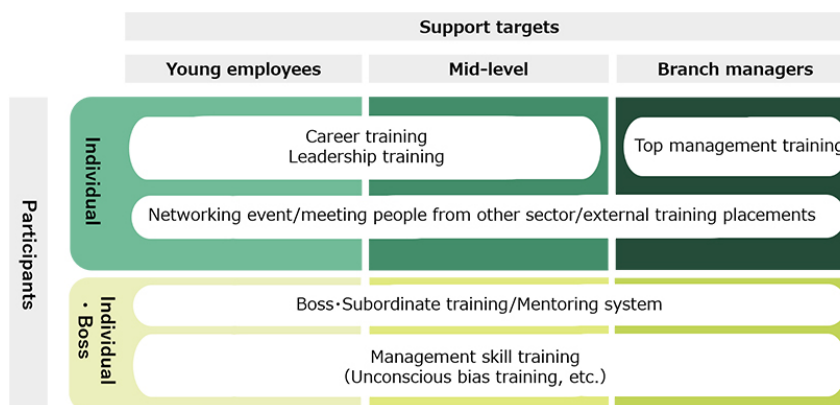 Support targets
Young employees
Mid-level
Branch managers
Participants
Individual
Career training
Leadership training
Top management training
Networking event/meeting people from other sector/external training placements
Individual
・Boss
Boss・Subordinate training/Mentoring system
Management skill training
(Unconscious bias training, etc.)